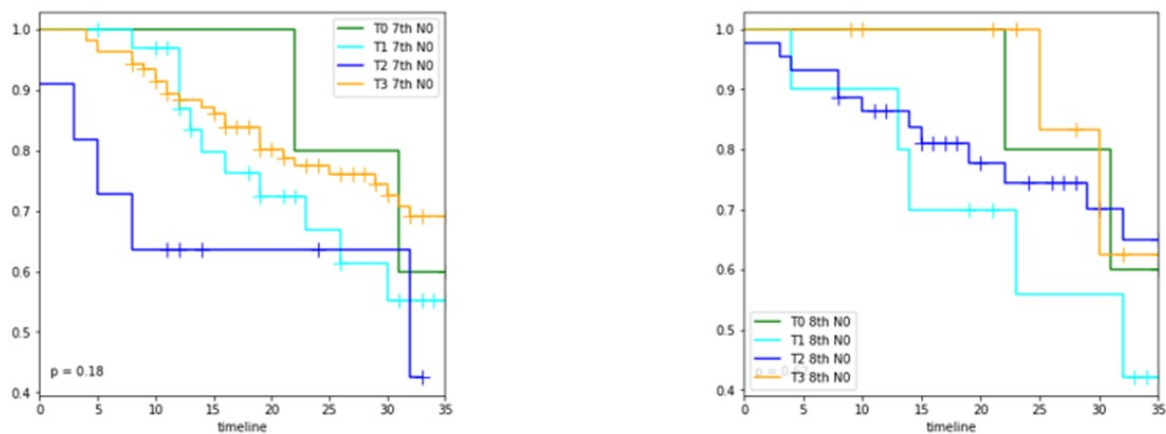 1.0
0.9
0.8
0.7
0.6
0.5
0.4
T0 7th N0
T1 7th N0
T2 7th N0
T3 7th N0
p = 0.18
0 5 10 15 20 25 30 35
timeline
1.0
0.9
0.8
0.7
0.6
0.5
0.4
T0 8th N0
T1 8th N0
T2 8th N0
T3 8th N0
0 5 10 15 20 25 30 35
timeline